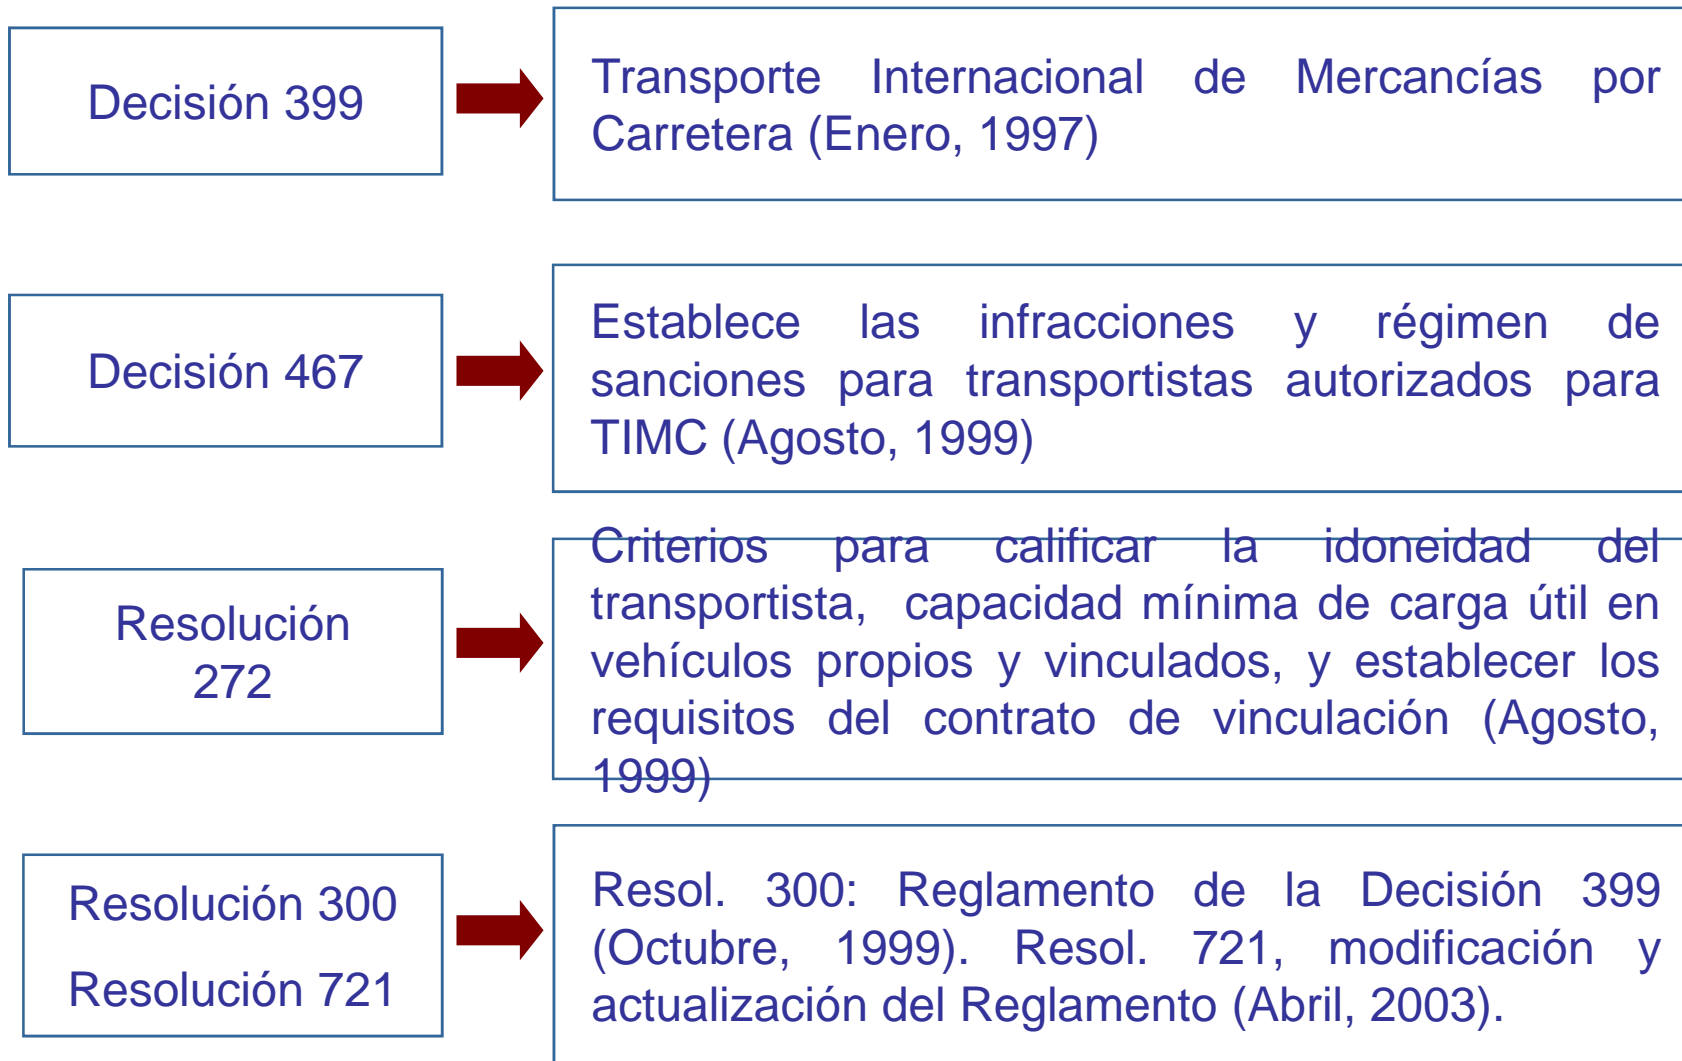 Decisión 399
Transporte Internacional de Mercancías por
Carretera (Enero, 1997)
Decisión 467
Establece las infracciones y régimen de
sanciones para transportistas autorizados para
TIMC (Agosto, 1999)
Resolución
272
Criterios para calificar la idoneidad del
transportista, capacidad mínima de carga útil en
vehículos propios y vinculados, y establecer los
requisitos del contrato de vinculación (Agosto,
1999)
Resolución 300
Resolución 721
Resol. 300: Reglamento de la Decisión 399
(Octubre, 1999). Resol. 721, modificación y
actualización del Reglamento (Abril, 2003).